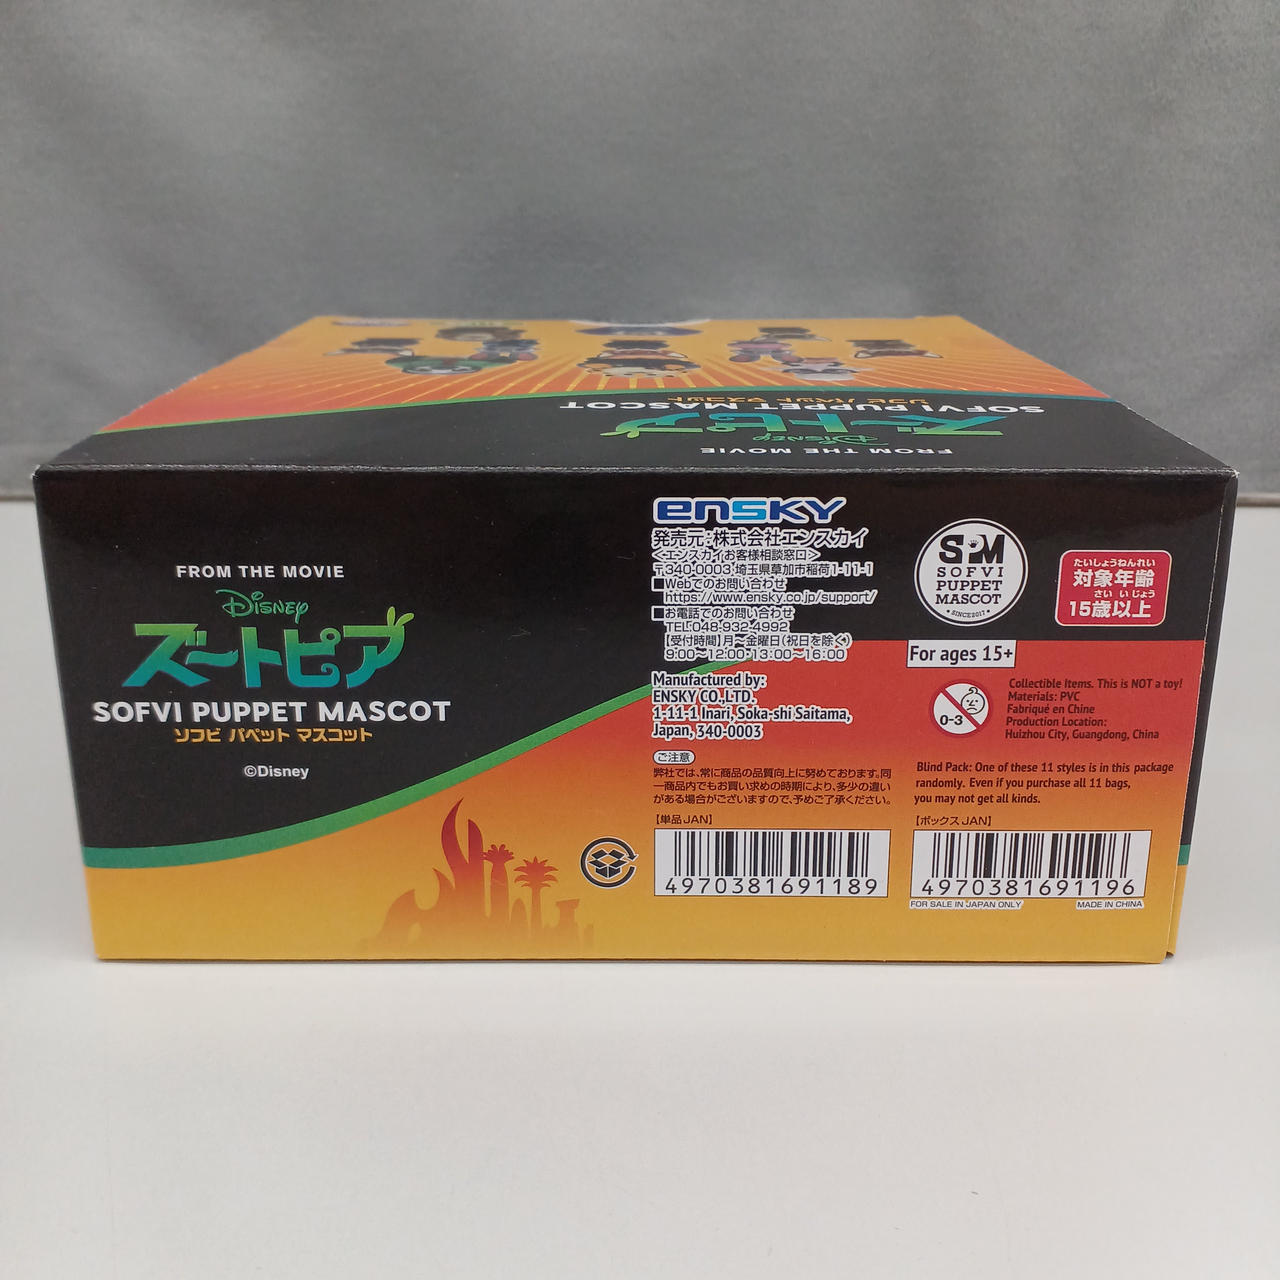 ソフビ パペット マスコット
SOFVI PUPPET MASCOT
Disney
ズートピア
FROM THE MOVIE
FROM THE MOVIE
Disney
ズートピア
SOFVI PUPPET MASCOT
ソフビ パペット マスコット
©Disney
ensky
発売元:株式会社エンスカイ
<エンスカイお客様相談窓口>
〒340-0003 埼玉県草加市稲荷1-11-1
■Webでのお問い合わせ
https://www.ensky.co.jp/support/
■お電話でのお問い合わせ
TEL:048-932-4992
【受付時間】月~金曜日(祝日を除く)
9:00~12:00 13:00~16:00
Manufactured by:
ENSKY CO.,LTD.
1-11-1 Inari, Soka-shi Saitama,
Japan, 340-0003
ご注意
弊社では、常に商品の品質向上に努めております。同
一商品内でもお買い求めの時期により、多少の違い
がある場合がございますので、予めご了承ください。
【単品JAN】
4970381691189
SPM
SOFVI
PUPPET
MASCOT
• SINCE2017 •
たいしょうねんれい
対象年齢
さい いじょう
15歳以上
For ages 15+
0-3
Collectible Items. This is NOT a toy!
Materials: PVC
Fabriqué en Chine
Production Location:
Huizhou City, Guangdong, China
Blind Pack: One of these 11 styles is in this package
randomly. Even if you purchase all 11 bags,
you may not get all kinds.
【ボックスJAN】
4970381691196
FOR SALE IN JAPAN ONLY
MADE IN CHINA